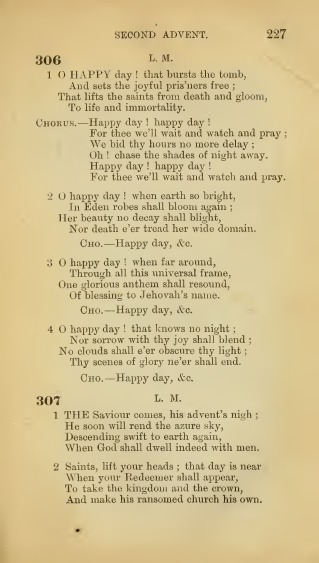 SECOND ADVENT. 227
306 L. M.
1 O HAPPY day ! that bursts the tomb,
And sets the joyful pris'ners free ;
That lifts the saints from death and gloom,
To life and immortality.
CHORUS.—Happy day ! happy day !
For thee we'll wait and watch and pray ;
We bid thy hours no more delay ;
Oh ! chase the shades of night away.
Happy day ! happy day !
For thee we'll wait and watch and pray.
2 O happy day ! when earth so bright,
In Eden robes shall bloom again ;
Her beauty no decay shall blight,
Nor death e'er tread her wide domain.
CHO.—Happy day, &c.
3 O happy day ! when far around,
Through all this universal frame,
One glorious anthem shall resound,
Of blessing to Jehovah's name.
CHO.—Happy day, &c.
4 O happy day ! that knows no night ;
Nor sorrow with thy joy shall blend ;
No clouds shall e'er obscure thy light ;
Thy scenes of glory ne'er shall end.
CHO.—Happy day, &c.
307 L. M.
1 THE Saviour comes, his advent's nigh ;
He soon will rend the azure sky,
Descending swift to earth again,
When God shall dwell indeed with men.
2 Saints, lift your heads ; that day is near
When your Redeemer shall appear,
To take the kingdom and the crown,
And make his ransomed church his own.